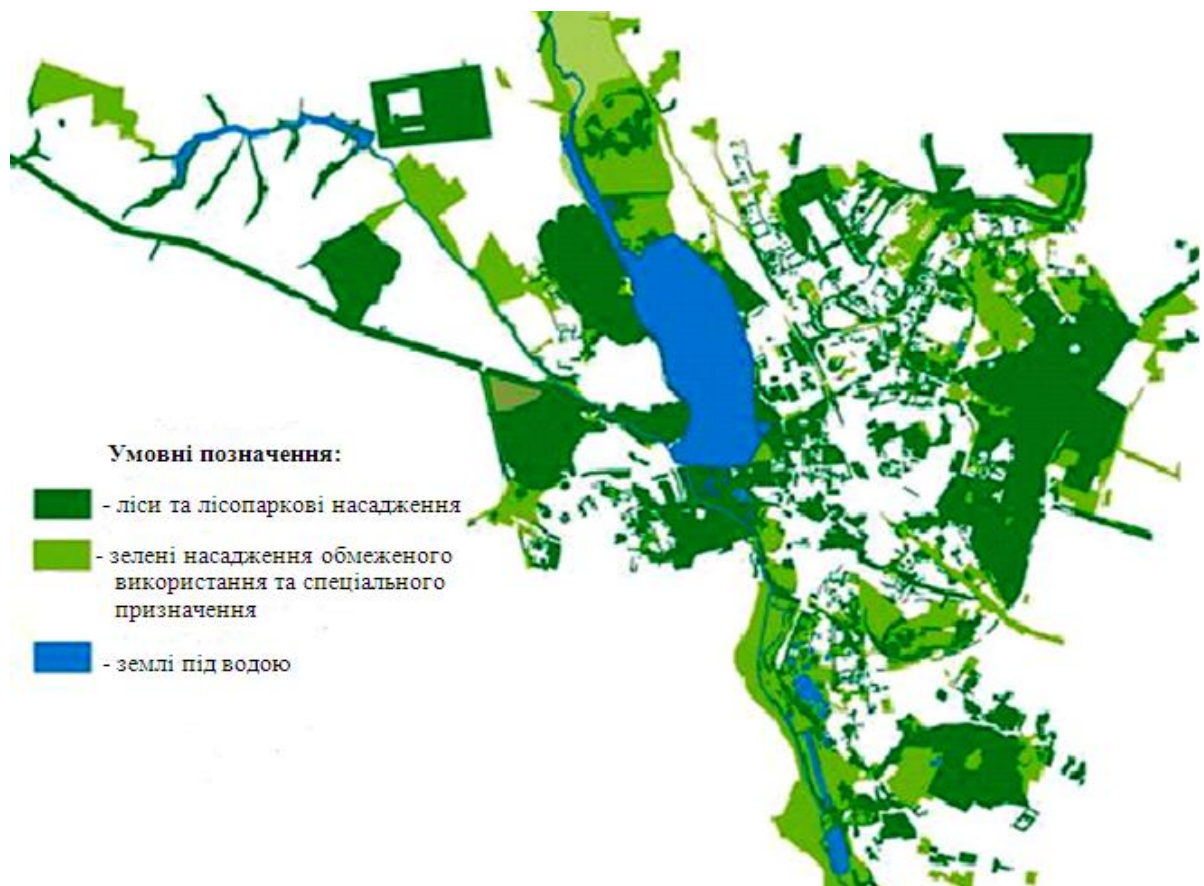 Умовні позначення:
- ліси та лісопаркові насадження
- зелені насадження обмеженого
використання та спеціального
призначення
- землі під водою